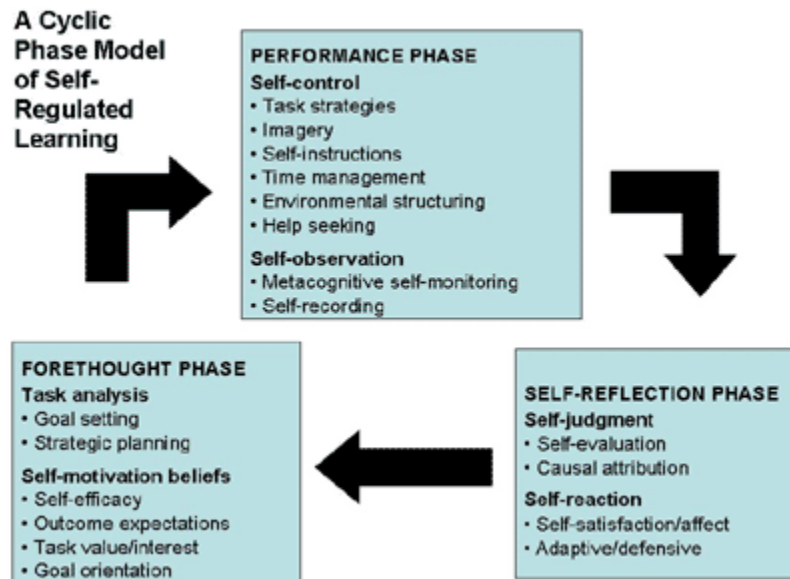 A Cyclic
Phase Model
of Self-
Regulated
Learning
PERFORMANCE PHASE
Self-control
• Task strategies
• Imagery
• Self-instructions
• Time management
• Environmental structuring
• Help seeking
Self-observation
• Metacognitive self-monitoring
• Self-recording
FORETHOUGHT PHASE
Task analysis
• Goal setting
• Strategic planning
Self-motivation beliefs
• Self-efficacy
• Outcome expectations
• Task value/interest
• Goal orientation
SELF-REFLECTION PHASE
Self-judgment
• Self-evaluation
• Causal attribution
Self-reaction
• Self-satisfaction/affect
• Adaptive/defensive